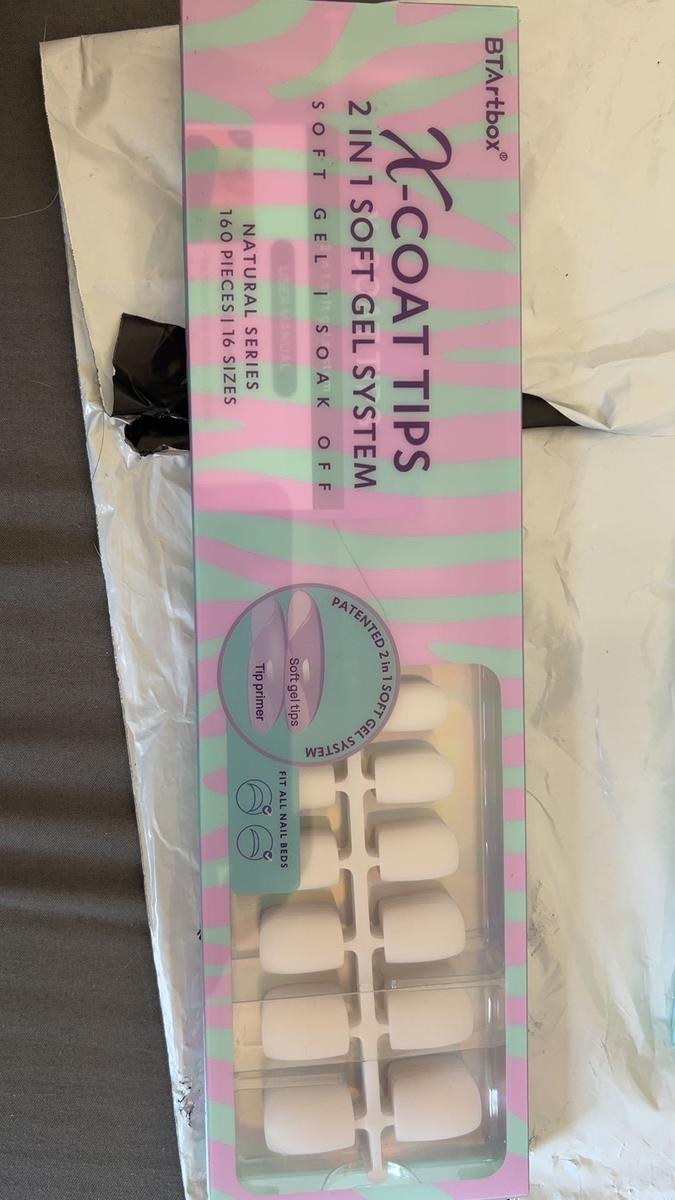 BTArtbox®
X-COAT TIPS
2 IN 1 SOFT GEL SYSTEM
SOFT GEL | SOAK OFF
USER MANUAL
NATURAL SERIES
160 PIECES | 16 SIZES
PATENTED 2 in 1 SOFT GEL SYSTEM
Soft gel tips
Tip primer
FIT ALL NAIL BEDS